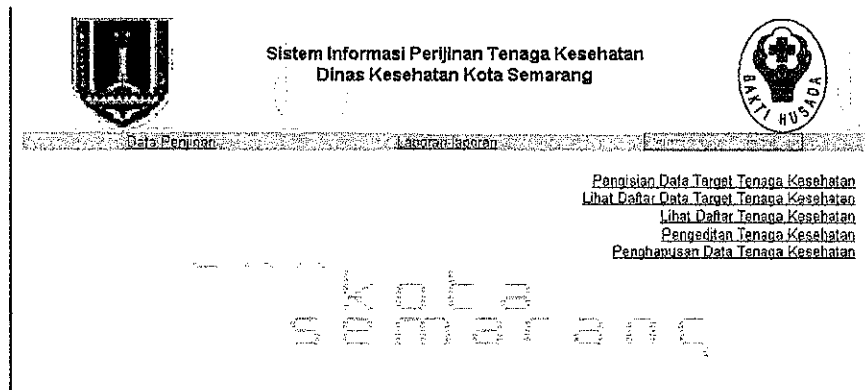 Sistem Informasi Perijinan Tenaga Kesehatan
Dinas Kesehatan Kota Semarang
BAKTI HUSADA
Data Perijinan
Laporan-laporan
Pengisian Data Target Tenaga Kesehatan
Lihat Daftar Data Target Tenaga Kesehatan
Lihat Daftar Tenaga Kesehatan
Pengeditan Tenaga Kesehatan
Penghapusan Data Tenaga Kesehatan
kota
semarang